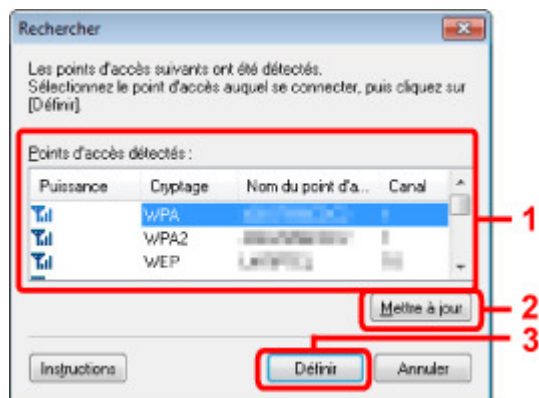 Rechercher
Les points d'accès suivants ont été détectés.
Sélectionnez le point d'accès auquel se connecter, puis cliquez sur
[Définir].
Points d'accès détectés :
Puissance Cryptage Nom du point d'a... Canal
WPA
WPA2
WEP
1
Mettre à jour
2
3
Instructions Définir Annuler